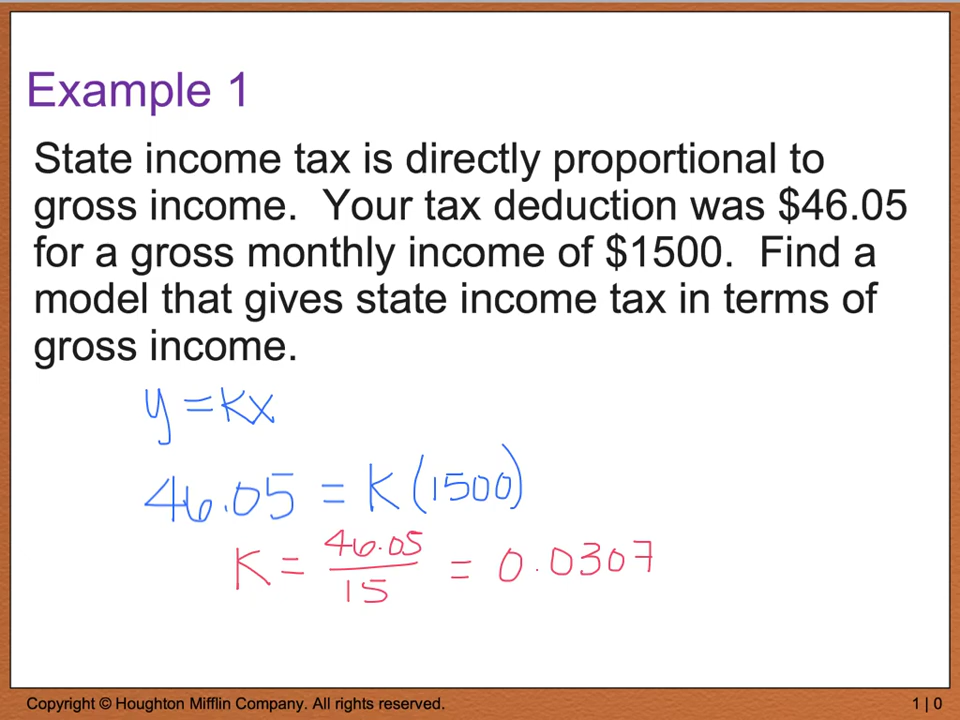 Example 1
State income tax is directly proportional to
gross income. Your tax deduction was $46.05
for a gross monthly income of $1500. Find a
model that gives state income tax in terms of
gross income.
y = kx
46.05 = K (1500)
K = 46.05/15 = 0.0307
Copyright © Houghton Mifflin Company. All rights reserved. 1 | 0